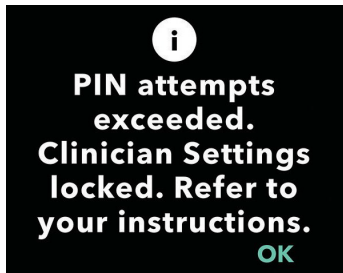 i
PIN attempts
exceeded.
Clinician Settings
locked. Refer to
your instructions.
OK